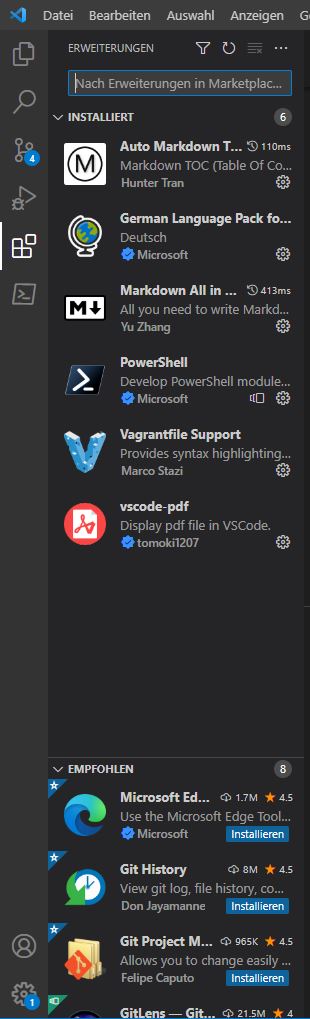 Datei Bearbeiten Auswahl Anzeigen Ge
ERWEITERUNGEN
Nach Erweiterungen in Marketplac...
INSTALLIERT 6
Auto Markdown T... 110ms
Markdown TOC (Table Of Co...
Hunter Tran
German Language Pack fo...
Deutsch
Microsoft
Markdown All in ... 413ms
All you need to write Markd...
Yu Zhang
PowerShell
Develop PowerShell module...
Microsoft
Vagrantfile Support
Provides syntax highlighting...
Marco Stazi
vscode-pdf
Display pdf file in VSCode.
tomoki1207
4
EMPFOHLEN 8
Microsoft Ed... 1.7M 4.5
Use the Microsoft Edge Tool...
Microsoft Installieren
Git History 8M 4.5
View git log, file history, co...
Don Jayamanne Installieren
Git Project M... 965K 4.5
Allows you to change easily ...
Felipe Caputo Installieren
GitLens — Git... 21.5M 4
1